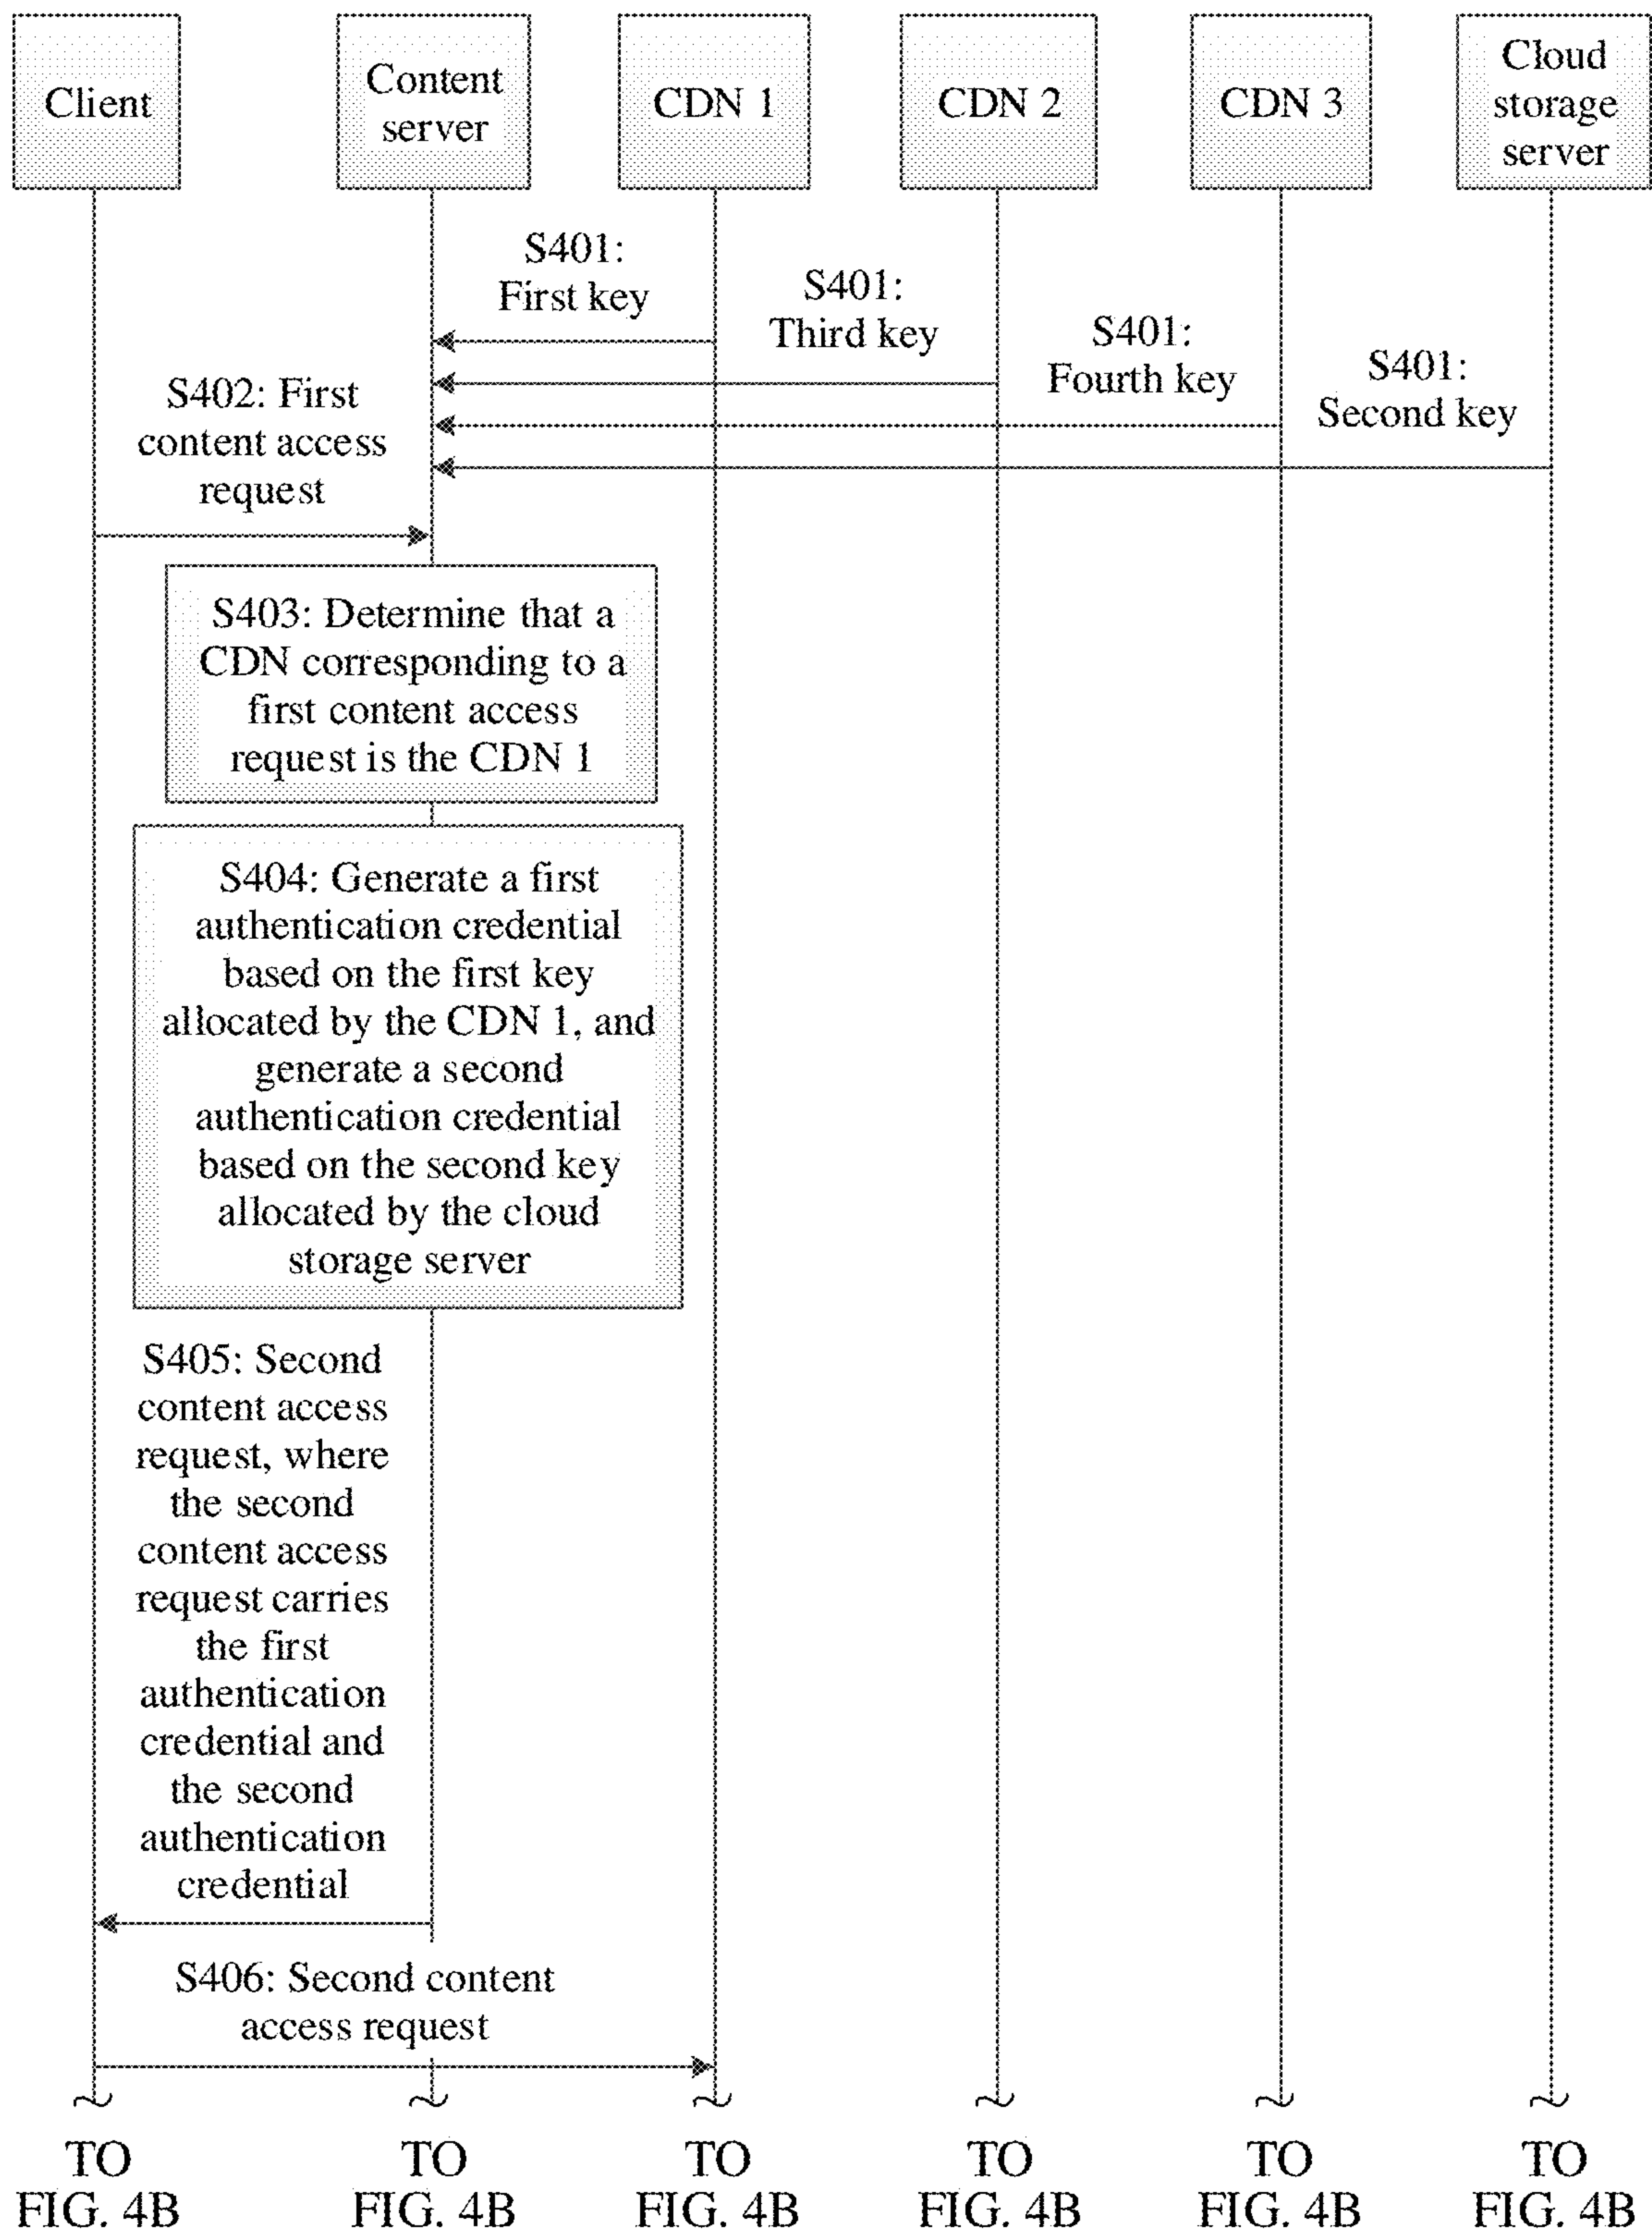 Client
Content
server
CDN 1
CDN 2
CDN 3
Cloud
storage
server
S401:
First key
S401:
Third key
S401:
Fourth key
S401:
Second key
S402: First
content access
request
S403: Determine that a
CDN corresponding to a
first content access
request is the CDN 1
S404: Generate a first
authentication credential
based on the first key
allocated by the CDN 1, and
generate a second
authentication credential
based on the second key
allocated by the cloud
storage server
S405: Second
content access
request, where
the second
content access
request carries
the first
authentication
credential and
the second
authentication
credential
S406: Second content
access request
TO
FIG. 4B
TO
FIG. 4B
TO
FIG. 4B
TO
FIG. 4B
TO
FIG. 4B
TO
FIG. 4B